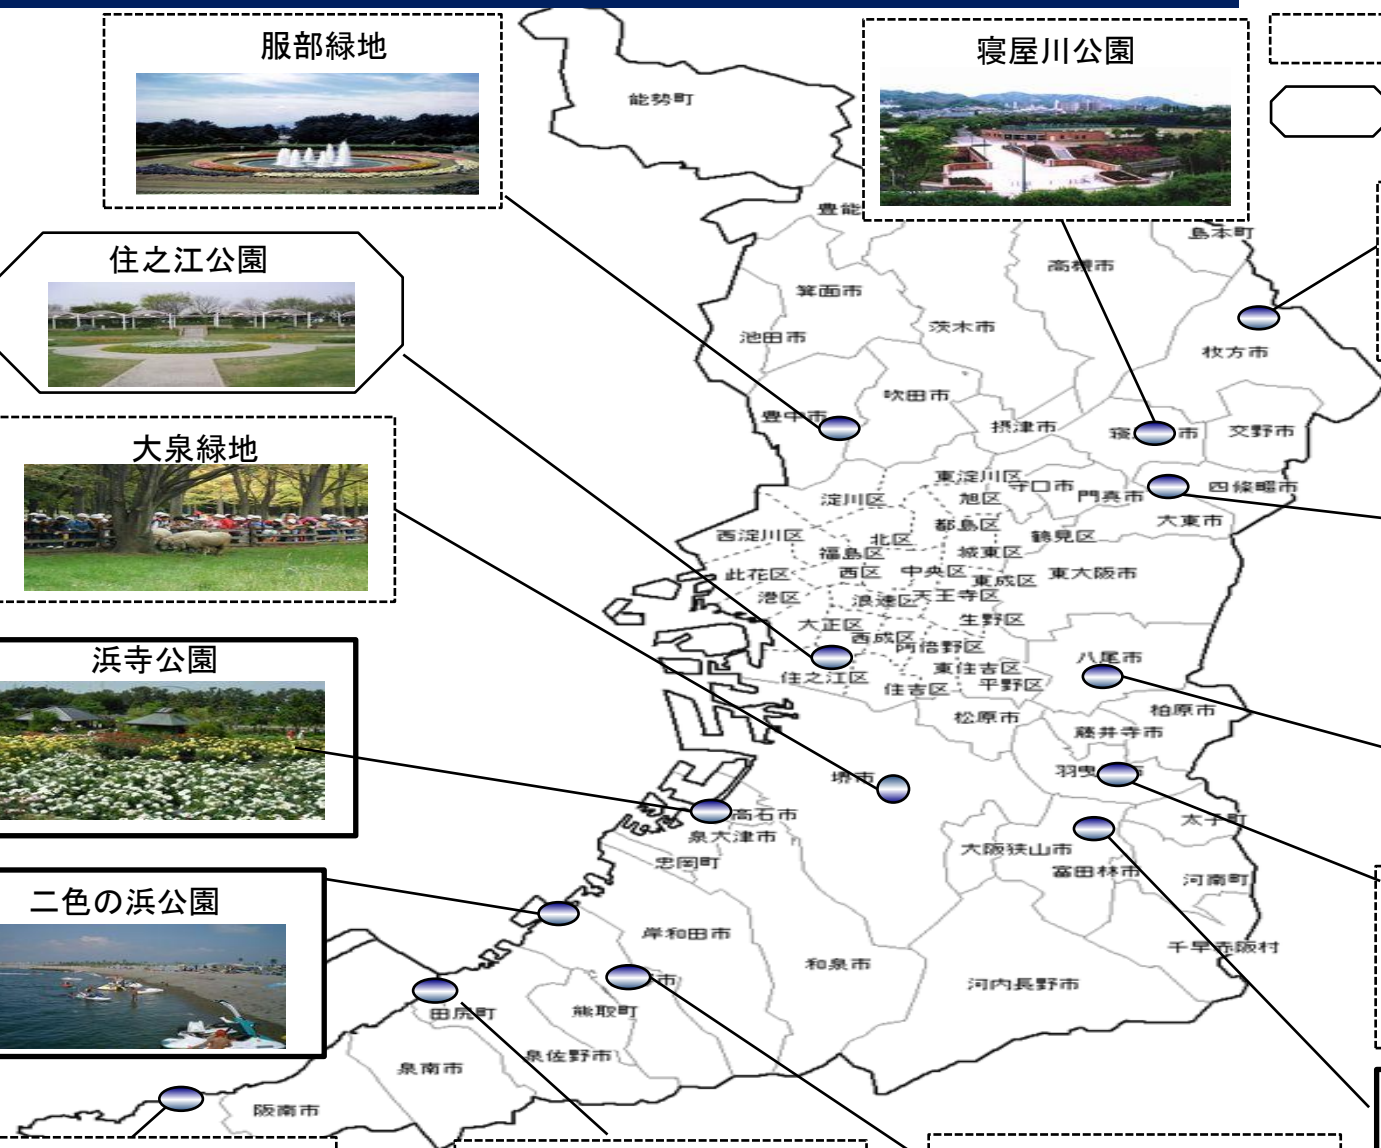 服部緑地
寝屋川公園
能勢町
豊能
島本町
住之江公園
高槻市
箕面市
茨木市
池田市
枚方市
吹田市
豊中市
摂津市
寝
市
交野市
大泉緑地
東淀川区
守口市
淀川区
旭区
門真市
四條畷市
都島区
大東市
西淀川区
北区
鶴見区
福島区
城東区
此花区
西区
中央区
東成区
東大阪市
港区
浪速区
天王寺区
大正区
生野区
西成区
阿倍野区
八尾市
浜寺公園
東住吉区
住之江区
住吉区
平野区
柏原市
松原市
藤井寺市
堺市
羽曳
高石市
太子町
泉大津市
大阪狭山市
忠岡町
富田林市
河南町
二色の浜公園
岸和田市
千早赤阪村
和泉市
市
河内長野市
田尻町
熊取町
泉佐野市
泉南市
阪南市